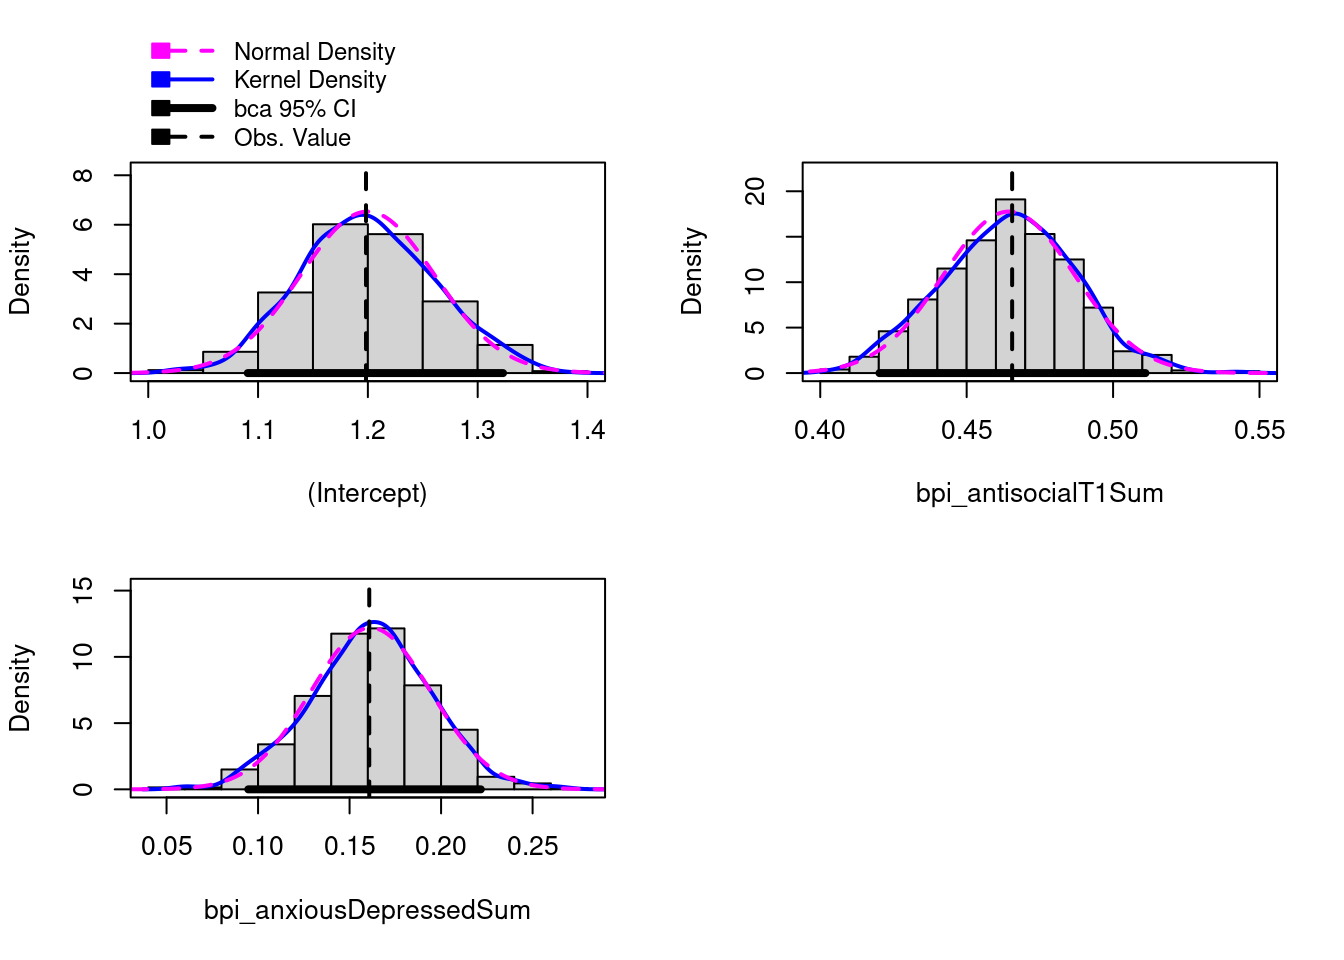 Normal Density
Kernel Density
bca 95% CI
Obs. Value
Density
8
6
4
2
0
1.0 1.1 1.2 1.3 1.4
(Intercept)
Density
20
10
5
0
0.40 0.45 0.50 0.55
bpi_antisocialT1Sum
Density
15
10
5
0
0.05 0.10 0.15 0.20 0.25
bpi_anxiousDepressedSum